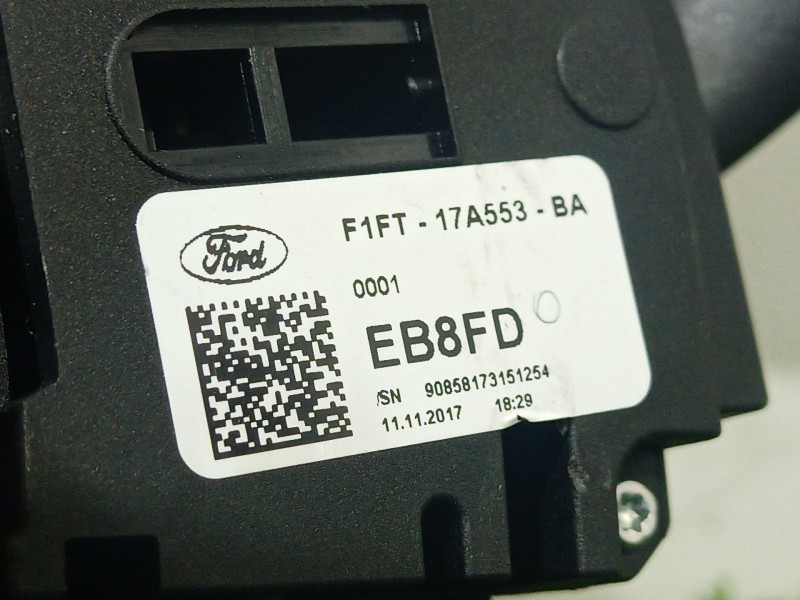 Ford
F1FT - 17A553 - BA
0001
EB8FD
/SN 90858173151254
11.11.2017 18:29